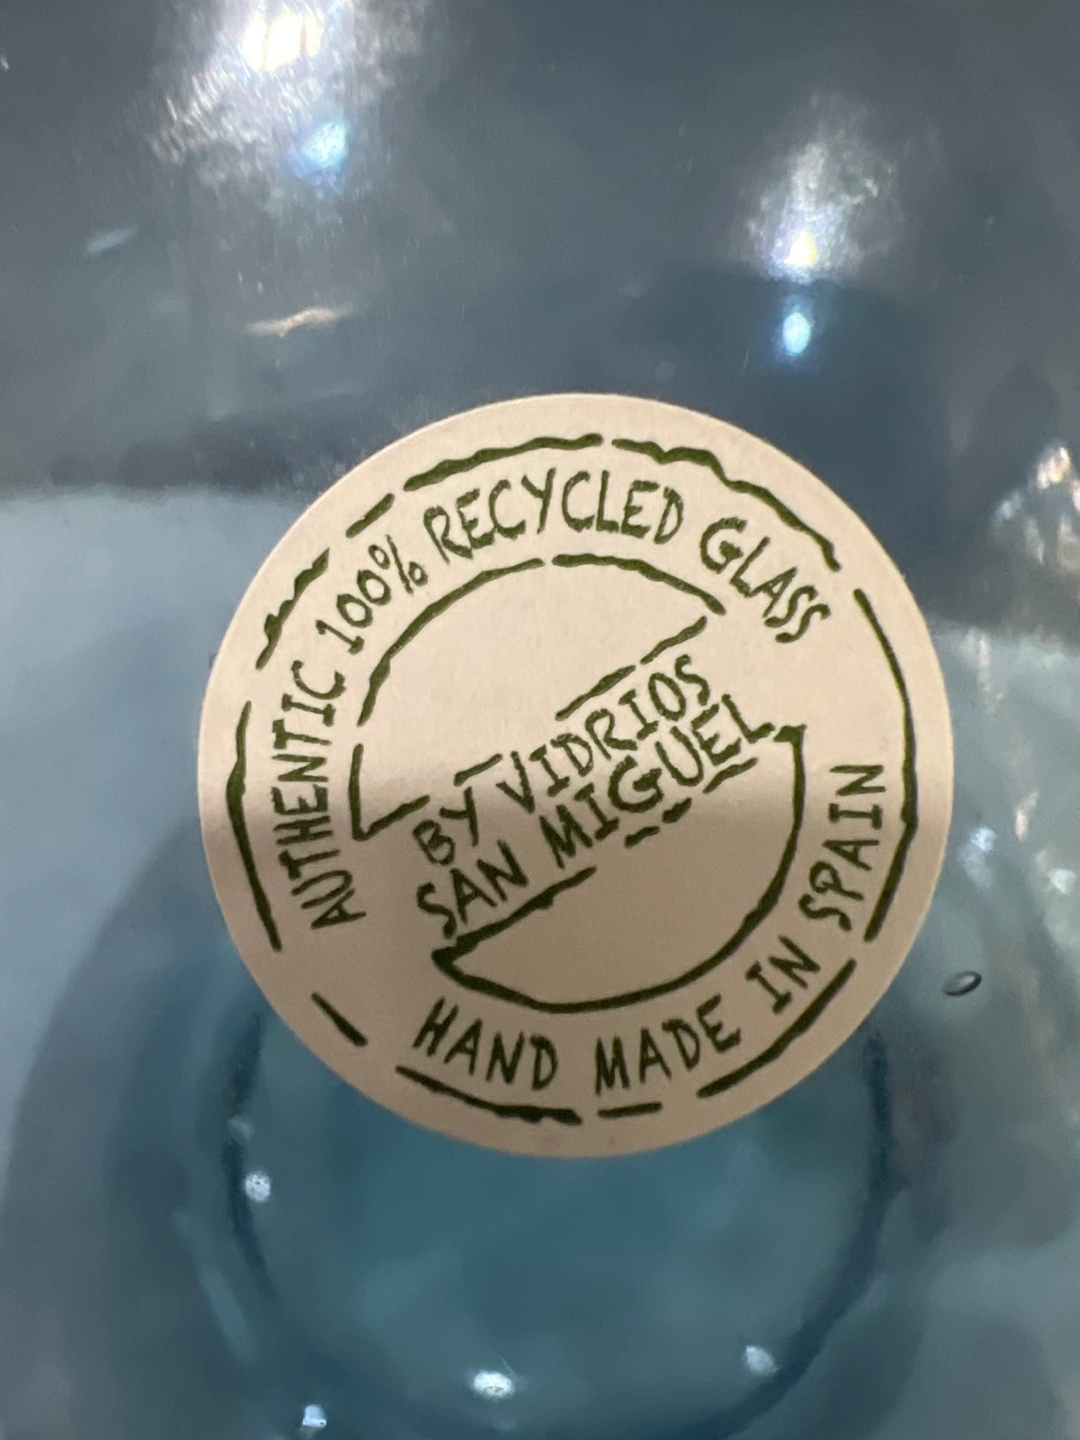 AUTHENTIC 100% RECYCLED GLASS
BY VIDRIOS
SAN MIGUEL
HAND MADE IN SPAIN